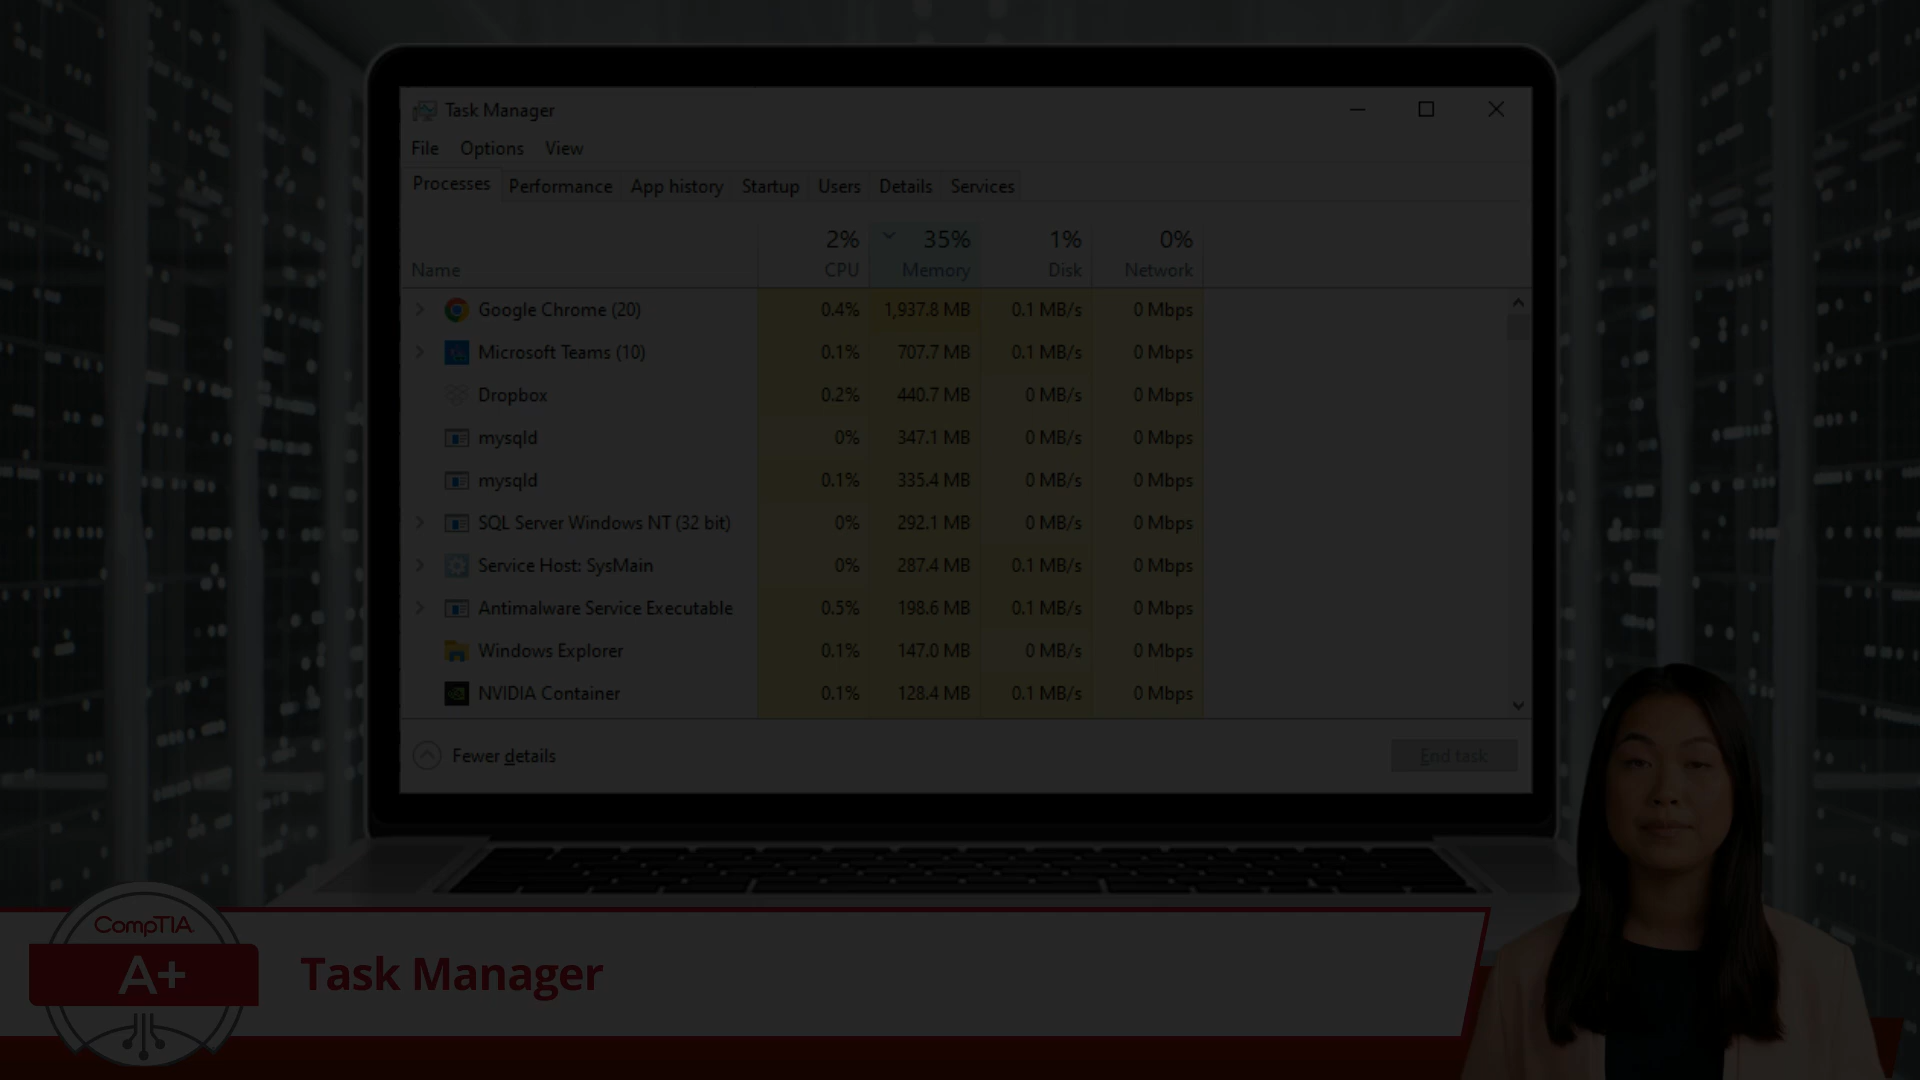 Task Manager
File Options View
Processes Performance App history Startup Users Details Services
2% 35% 1% 0%
Name CPU Memory Disk Network
Google Chrome (20) 0.4% 1,937.8 MB 0.1 MB/s 0 Mbps
Microsoft Teams (10) 0.1% 707.7 MB 0.1 MB/s 0 Mbps
Dropbox 0.2% 440.7 MB 0 MB/s 0 Mbps
mysqld 0% 347.1 MB 0 MB/s 0 Mbps
mysqld 0.1% 335.4 MB 0 MB/s 0 Mbps
SQL Server Windows NT (32 bit) 0% 292.1 MB 0 MB/s 0 Mbps
Service Host: SysMain 0% 287.4 MB 0.1 MB/s 0 Mbps
Antimalware Service Executable 0.5% 198.6 MB 0.1 MB/s 0 Mbps
Windows Explorer 0.1% 147.0 MB 0 MB/s 0 Mbps
NVIDIA Container 0.1% 128.4 MB 0.1 MB/s 0 Mbps
Fewer details End task
CompTIA
A+
Task Manager